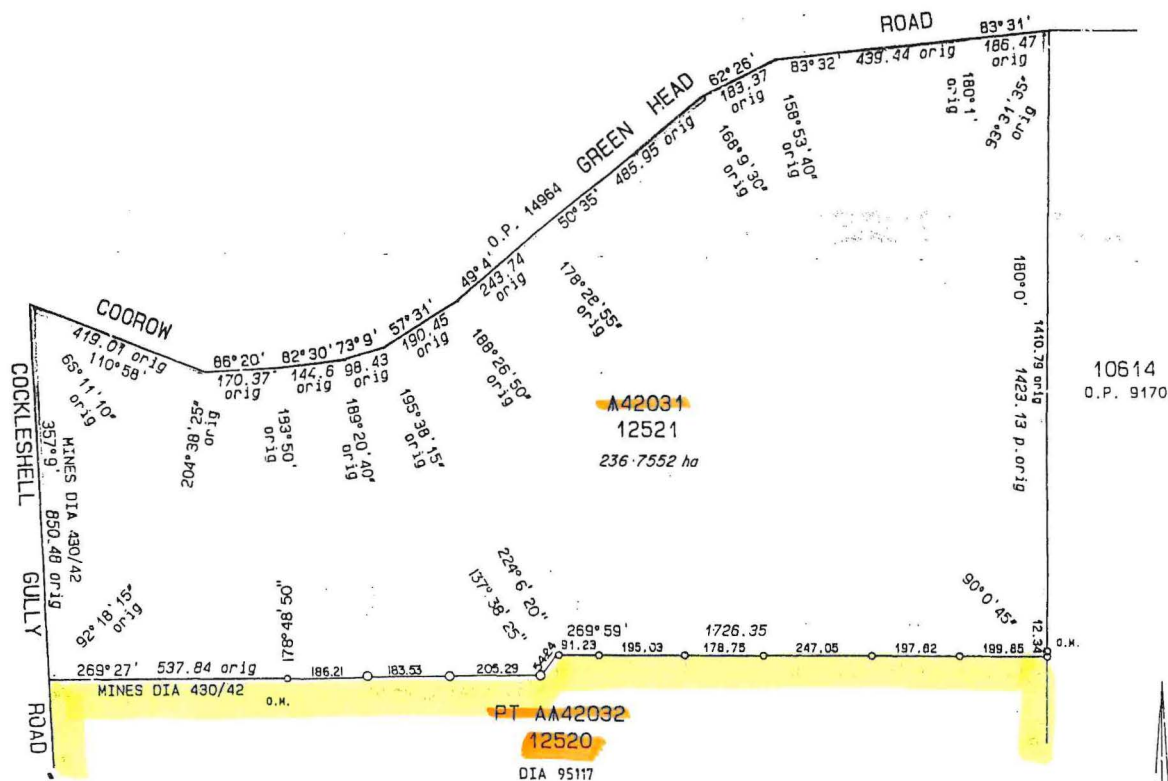 ROAD
83°31'
186.47
orig
83°32' 439.44 orig
180°1'
orig
93°31'35"
orig
62°26'
183.37
orig
158°53'40"
orig
168°9'30"
orig
GREEN HEAD
485.95 orig
50°35'
O.P. 14964
49°4'
243.74
orig
178°28'55"
orig
57°31'
190.45
orig
188°26'50"
orig
73°9'
98.43
orig
195°38'15"
orig
82°30'
144.6
orig
189°20'40"
orig
86°20'
170.37
orig
193°50'
orig
204°38'25"
orig
COOROW
419.01 orig
110°58'
orig
COCKLESHELL GULLY ROAD
357°9' 850.48 orig
MINES DIA 430/42
92°18'15"
orig
A42031
12521
236.7552 ha
180°0' 1410.79 orig
1423.13 p.orig
10614
O.P. 9170
90°0'45"
12.34
O.M.
178°48'50"
224°6'20"
137°38'25"
269°59' 1726.35
91.23 195.03 178.75 247.05 197.62 199.85
54.24
269°27' 537.84 orig
186.21 183.53 205.29
MINES DIA 430/42
O.M.
PT AA42032
12520
DIA 95117